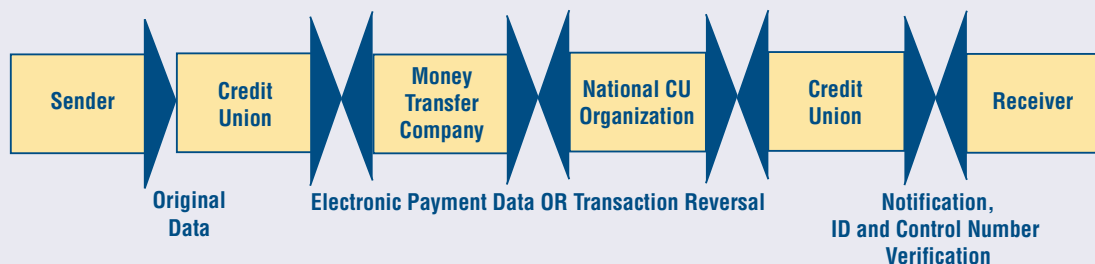 Sender
Credit
Union
Money
Transfer
Company
National CU
Organization
Credit
Union
Receiver
Original
Data
Electronic Payment Data OR Transaction Reversal
Notification,
ID and Control Number
Verification